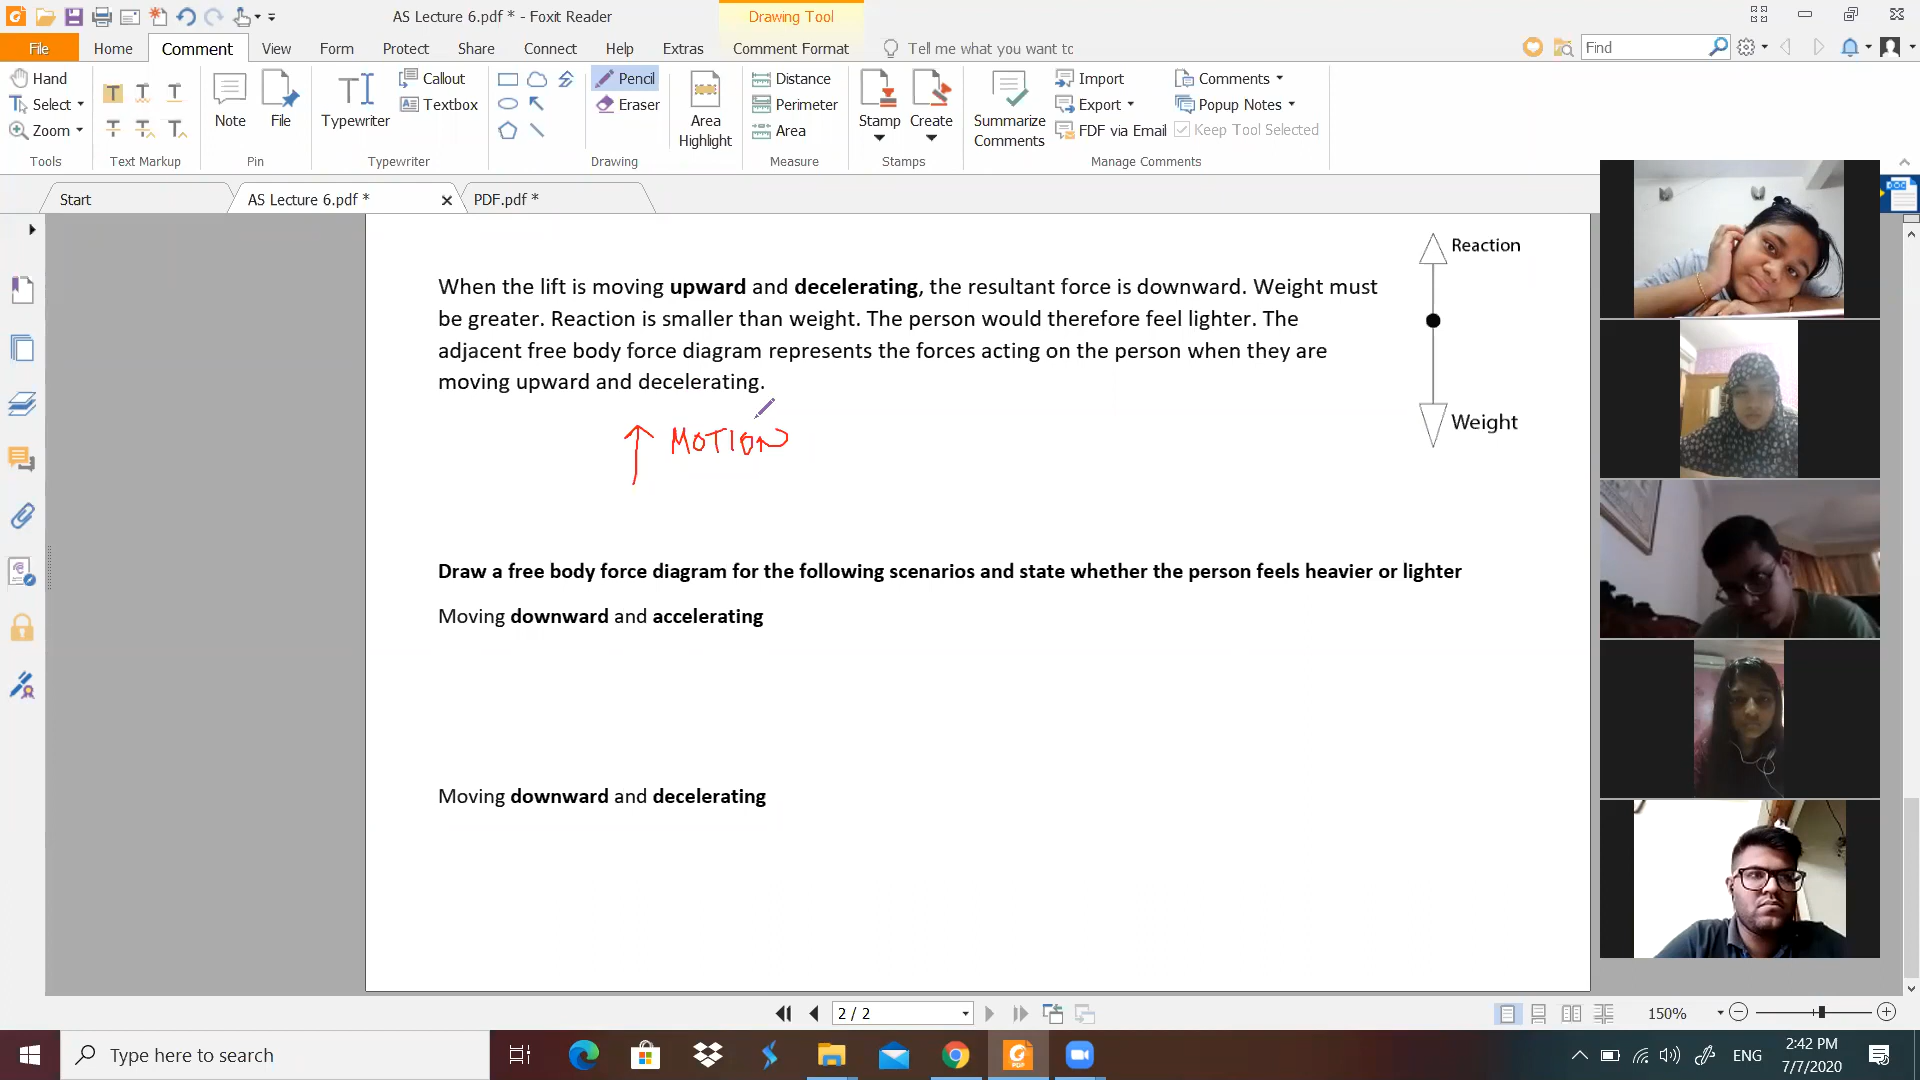 AS Lecture 6.pdf * - Foxit Reader
Drawing Tool
File Home Comment View Form Protect Share Connect Help Extras Comment Format Tell me what you want to Find
Hand
Select
Zoom
Tools
Text Markup
Note
File
Pin
Typewriter
Callout
Textbox
Typewriter
Pencil
Eraser
Area Highlight
Drawing
Distance
Perimeter
Area
Measure
Stamp
Create
Stamps
Summarize Comments
Import
Export
FDF via Email
Comments
Popup Notes
Keep Tool Selected
Manage Comments
Start
AS Lecture 6.pdf *
PDF.pdf *
DOC
Reaction
When the lift is moving upward and decelerating, the resultant force is downward. Weight must
be greater. Reaction is smaller than weight. The person would therefore feel lighter. The
adjacent free body force diagram represents the forces acting on the person when they are
moving upward and decelerating.
Weight
MOTION
Draw a free body force diagram for the following scenarios and state whether the person feels heavier or lighter
Moving downward and accelerating
Moving downward and decelerating
2 / 2
150%
Type here to search
PDF
ENG
2:42 PM
7/7/2020